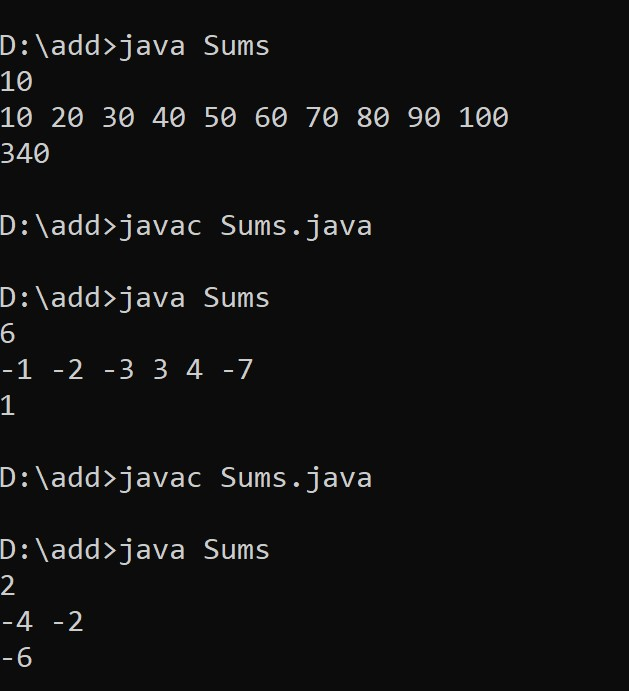 D:\add>java Sums
10
10 20 30 40 50 60 70 80 90 100
340
D:\add>javac Sums.java
D:\add>java Sums
6
-1 -2 -3 3 4 -7
1
D:\add>javac Sums.java
D:\add>java Sums
2
-4 -2
-6